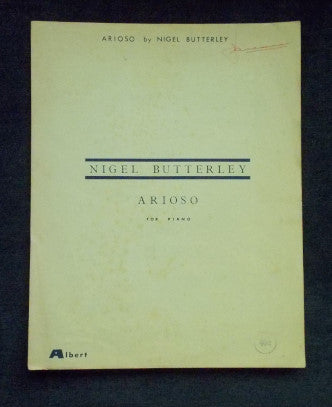 ARIOSO by NIGEL BUTTERLEY
NIGEL BUTTERLEY
ARIOSO
FOR PIANO
Albert